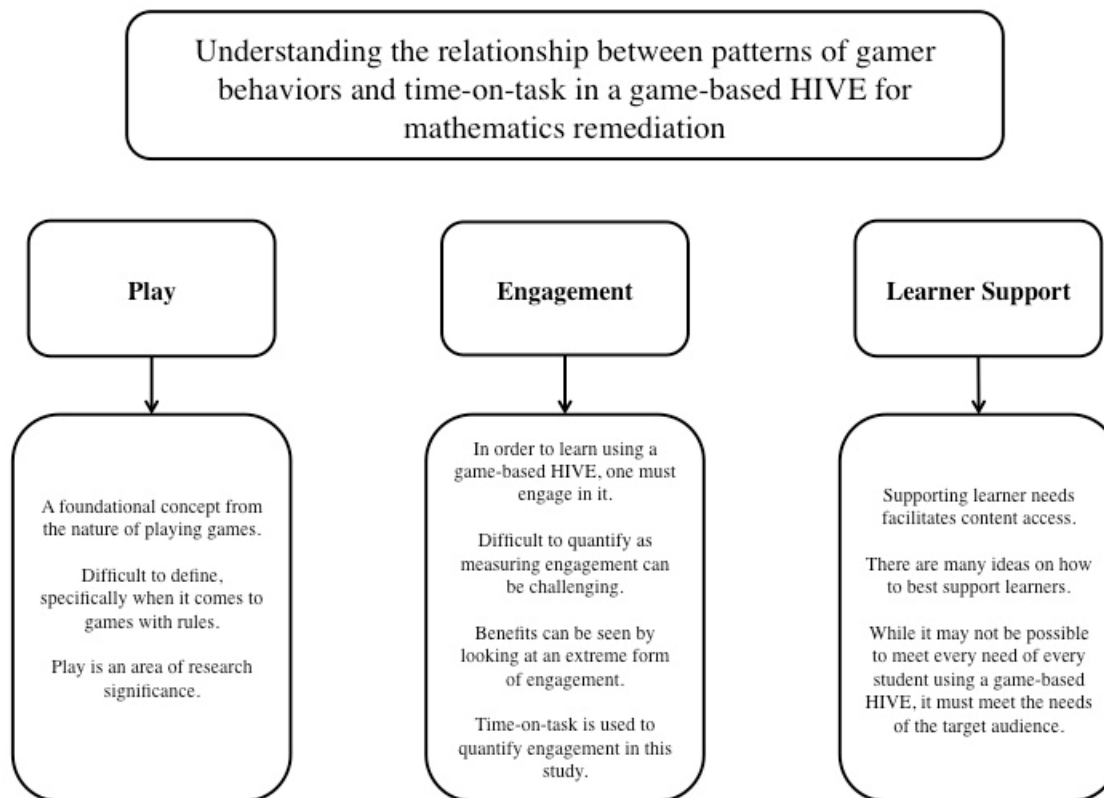 Understanding the relationship between patterns of gamer
behaviors and time-on-task in a game-based HIVE for
mathematics remediation
Play
A foundational concept from
the nature of playing games.
Difficult to define,
specifically when it comes to
games with rules.
Play is an area of research
significance.
Engagement
In order to learn using a
game-based HIVE, one must
engage in it.
Difficult to quantify as
measuring engagement can
be challenging.
Benefits can be seen by
looking at an extreme form
of engagement.
Time-on-task is used to
quantify engagement in this
study.
Learner Support
Supporting learner needs
facilitates content access.
There are many ideas on how
to best support learners.
While it may not be possible
to meet every need of every
student using a game-based
HIVE, it must meet the needs
of the target audience.